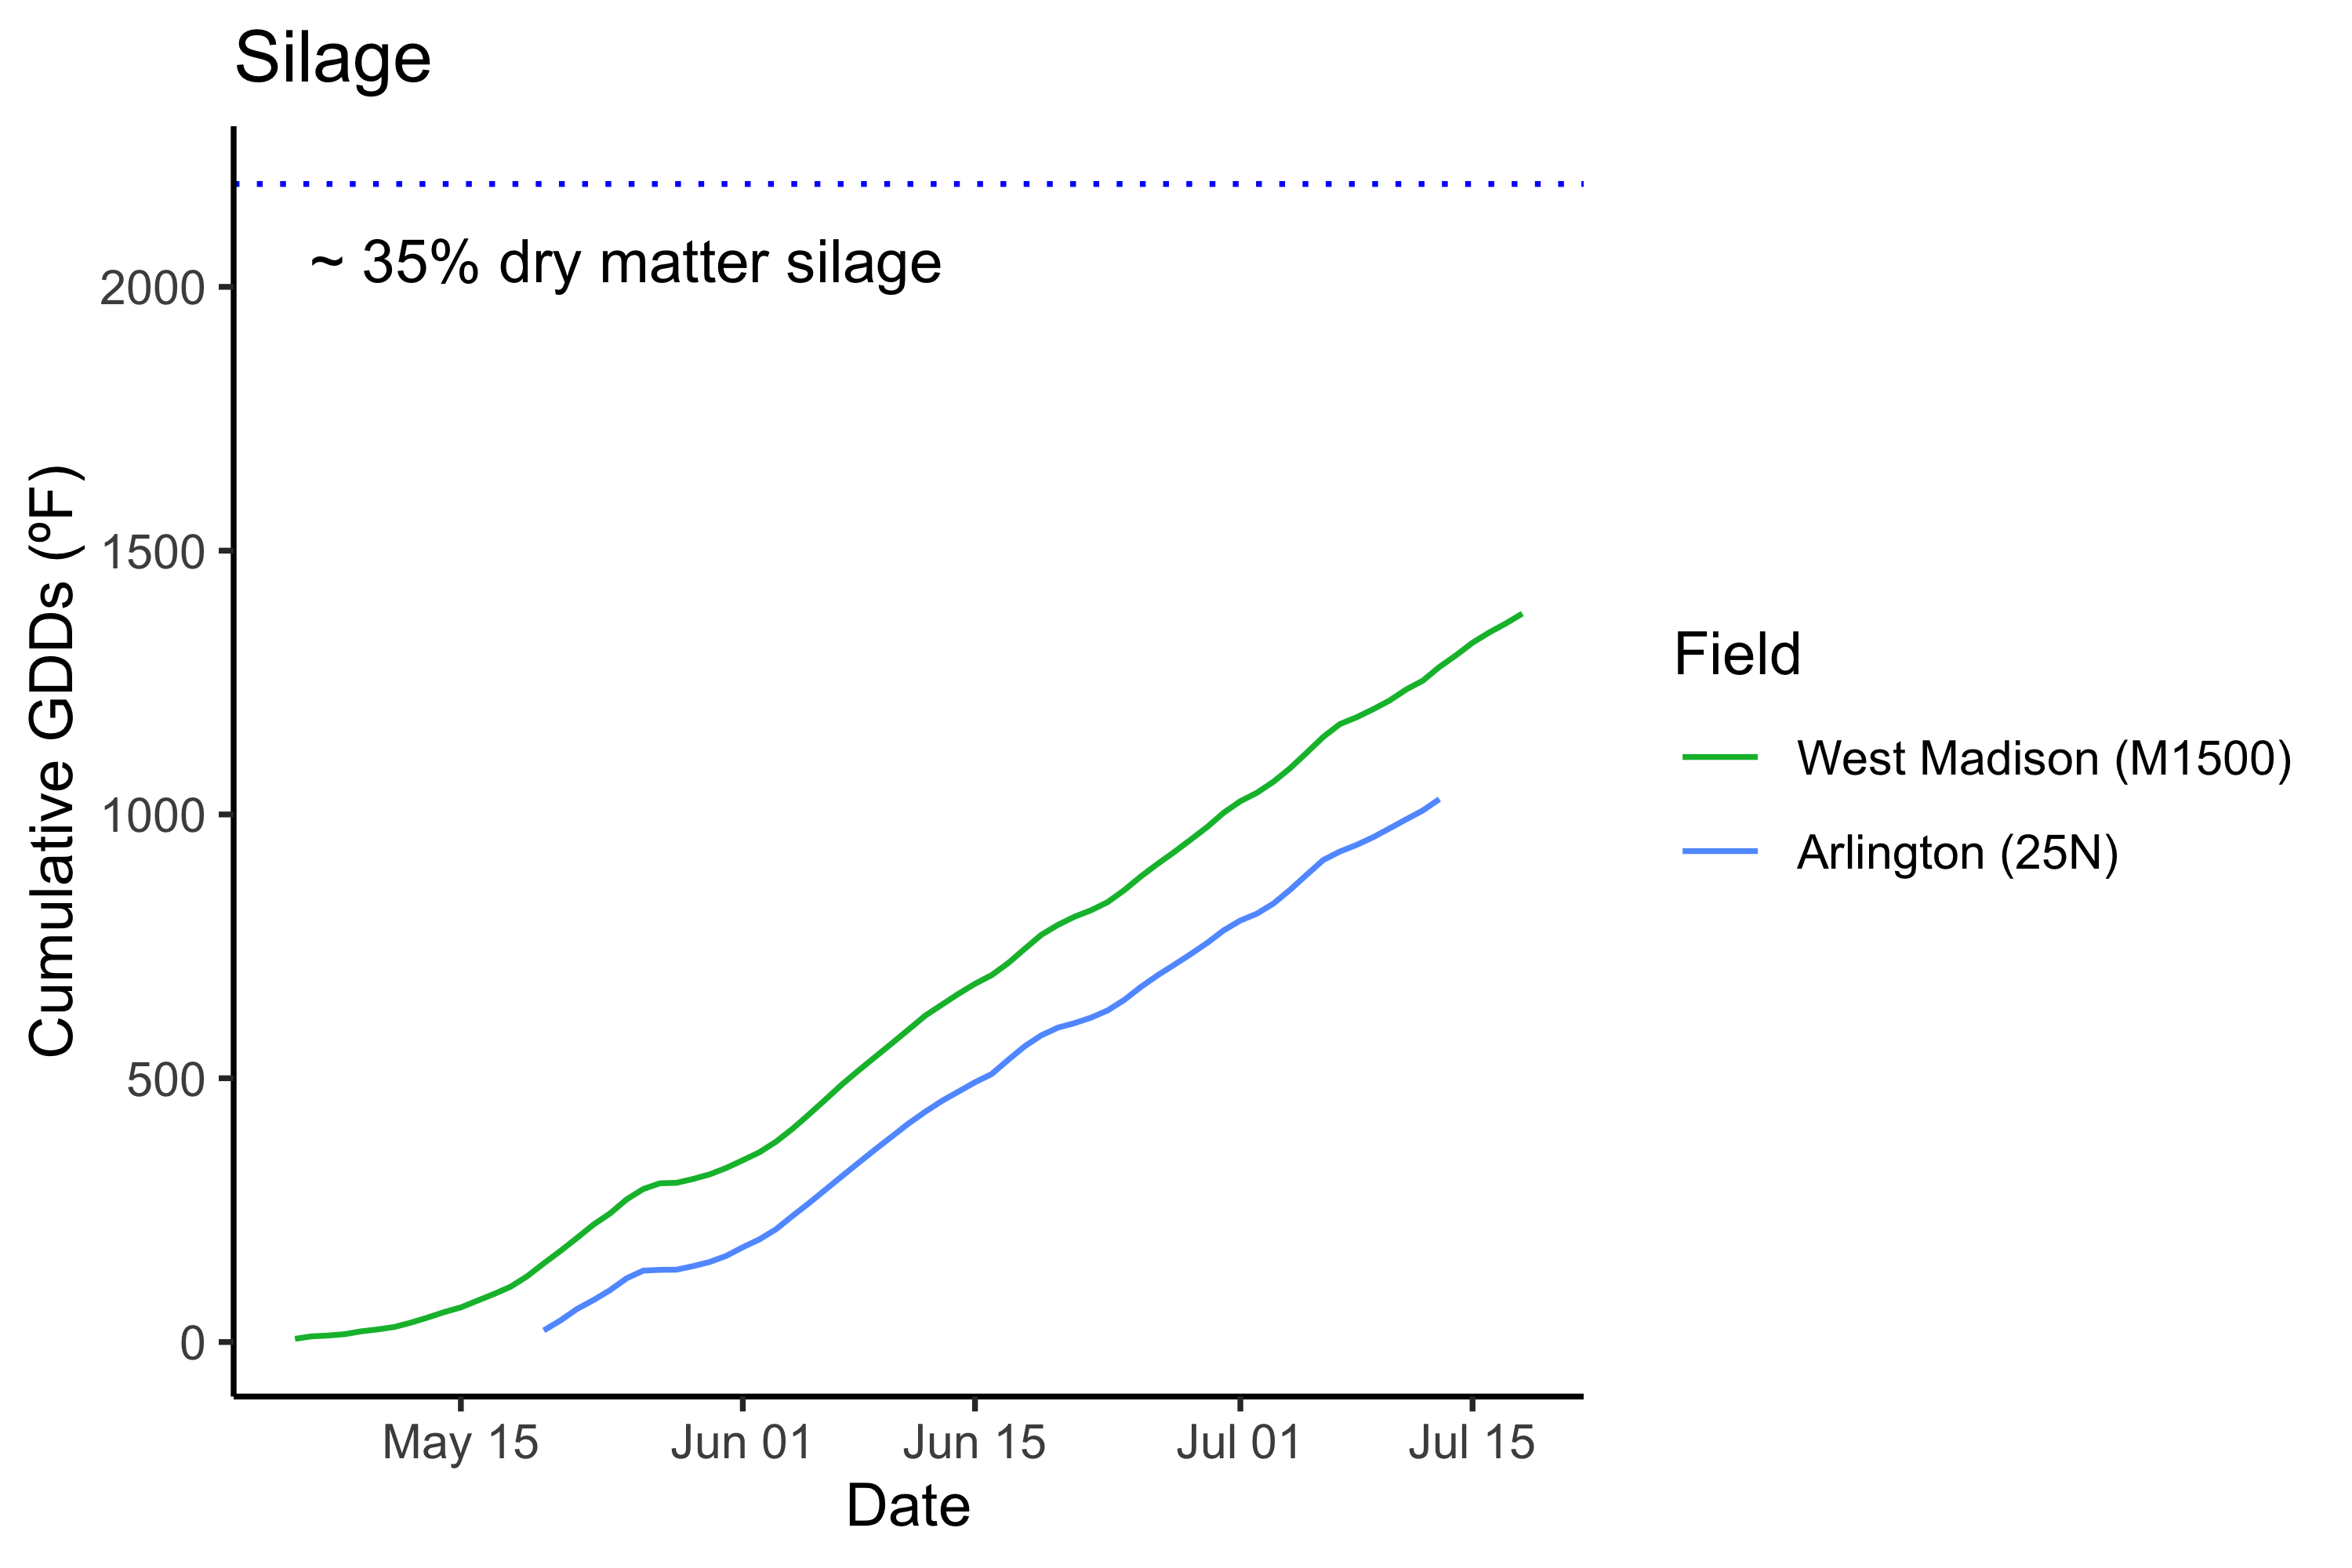 Silage
~ 35% dry matter silage
2000
1500
1000
500
0
Cumulative GDDs (ºF)
May 15
Jun 01
Jun 15
Jul 01
Jul 15
Date
Field
West Madison (M1500)
Arlington (25N)